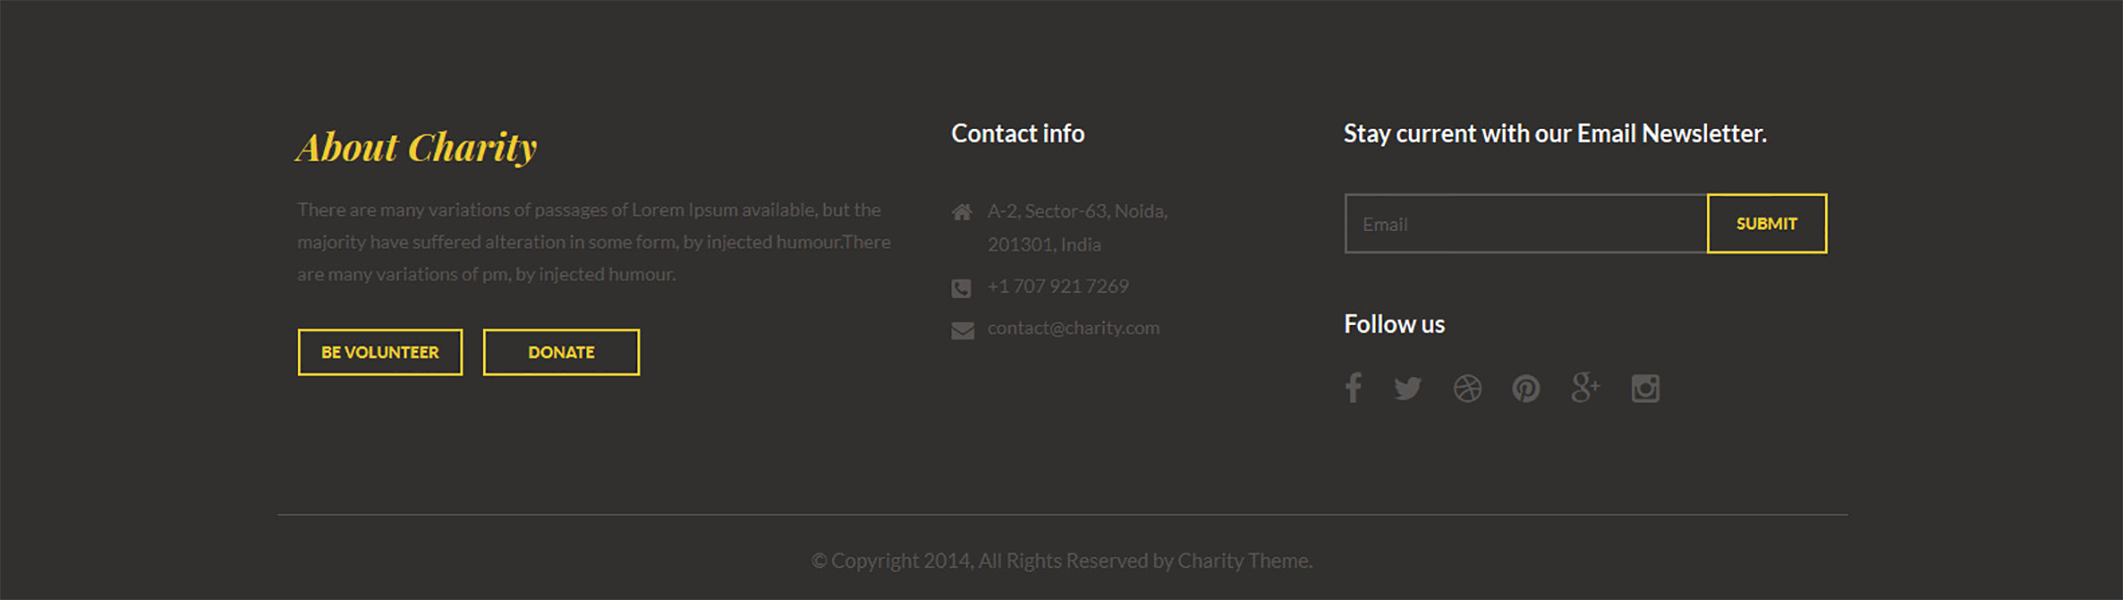 About Charity
There are many variations of passages of Lorem Ipsum available, but the
majority have suffered alteration in some form, by injected humour.There
are many variations of pm, by injected humour.
BE VOLUNTEER
DONATE
Contact info
A-2, Sector-63, Noida,
201301, India
+1 707 921 7269
contact@charity.com
Stay current with our Email Newsletter.
Email
SUBMIT
Follow us
© Copyright 2014, All Rights Reserved by Charity Theme.